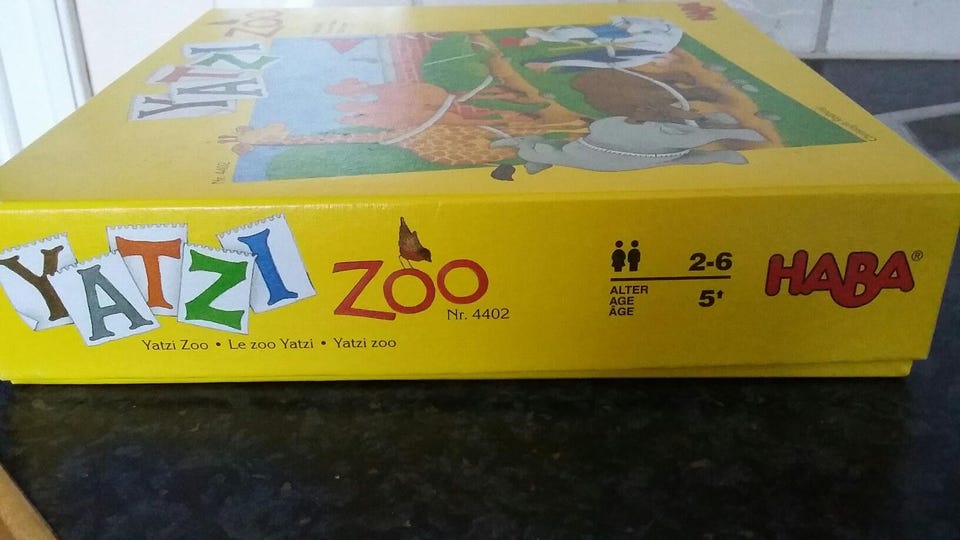 YATZI ZOO
HABA
Nr. 4402
YATZI ZOO
Nr. 4402
Yatzi Zoo • Le zoo Yatzi • Yatzi zoo
2-6
ALTER
AGE
ÂGE
5+
HABA®